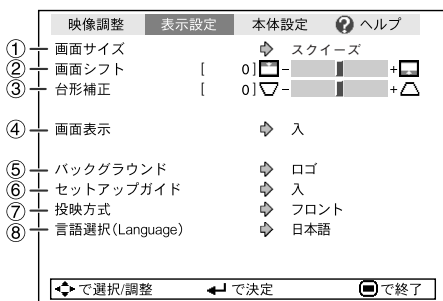 映像調整 表示設定 本体設定 ? ヘルプ
① 画面サイズ スクイーズ
② 画面シフト [ 0] - +
③ 台形補正 [ 0] - +
④ 画面表示 入
⑤ バックグラウンド ロゴ
⑥ セットアップガイド 入
⑦ 投映方式 フロント
⑧ 言語選択(Language) 日本語
で選択/調整 で決定 で終了